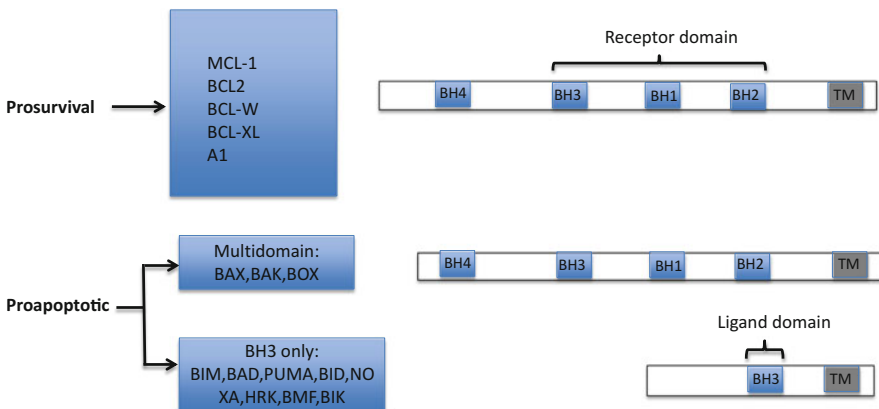 Prosurvival
MCL-1
BCL2
BCL-W
BCL-XL
A1
Receptor domain
BH4 BH3 BH1 BH2 TM
Proapoptotic
Multidomain:
BAX,BAK,BOX
BH4 BH3 BH1 BH2 TM
BH3 only:
BIM,BAD,PUMA,BID,NO
XA,HRK,BMF,BIK
Ligand domain
BH3 TM